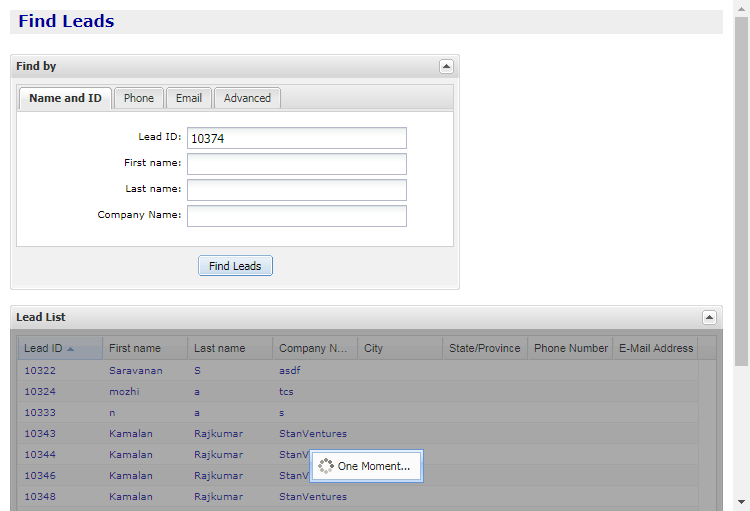 Find Leads
Find by
Name and ID Phone Email Advanced
Lead ID: 10374
First name:
Last name:
Company Name:
Find Leads
Lead List
Lead ID First name Last name Company N... City State/Province Phone Number E-Mail Address
10322 Saravanan S asdf
10324 mozhi a tcs
10333 n a s
10343 Kamalan Rajkumar StanVentures
10344 Kamalan Rajkumar StanV
One Moment...
10346 Kamalan Rajkumar StanV
10348 Kamalan Rajkumar StanVentures